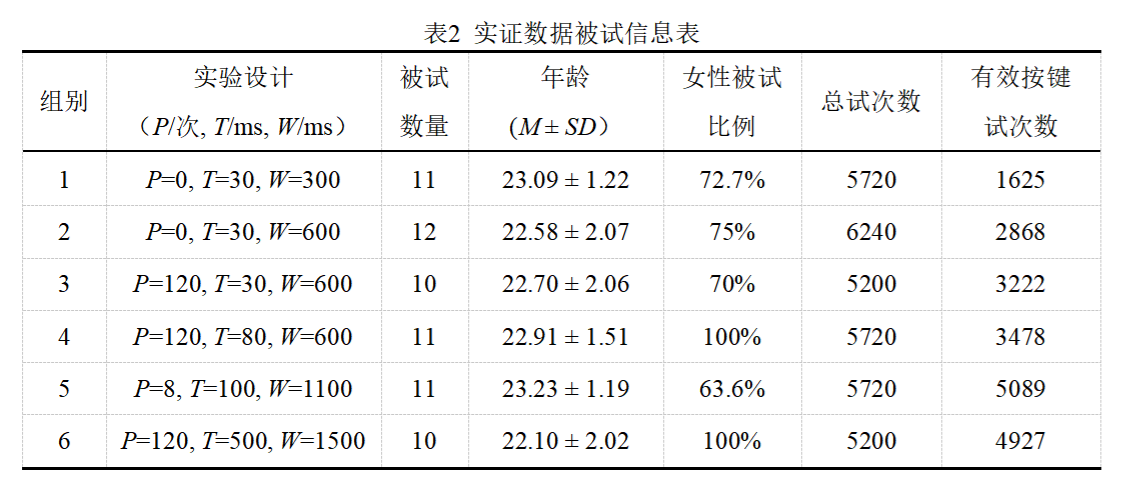 表2 实证数据被试信息表
组别 实验设计 （P/次, T/ms, W/ms） 被试数量 年龄 (M ± SD） 女性被试比例 总试次数 有效按键试次数
1 P=0, T=30, W=300 11 23.09 ± 1.22 72.7% 5720 1625
2 P=0, T=30, W=600 12 22.58 ± 2.07 75% 6240 2868
3 P=120, T=30, W=600 10 22.70 ± 2.06 70% 5200 3222
4 P=120, T=80, W=600 11 22.91 ± 1.51 100% 5720 3478
5 P=8, T=100, W=1100 11 23.23 ± 1.19 63.6% 5720 5089
6 P=120, T=500, W=1500 10 22.10 ± 2.02 100% 5200 4927